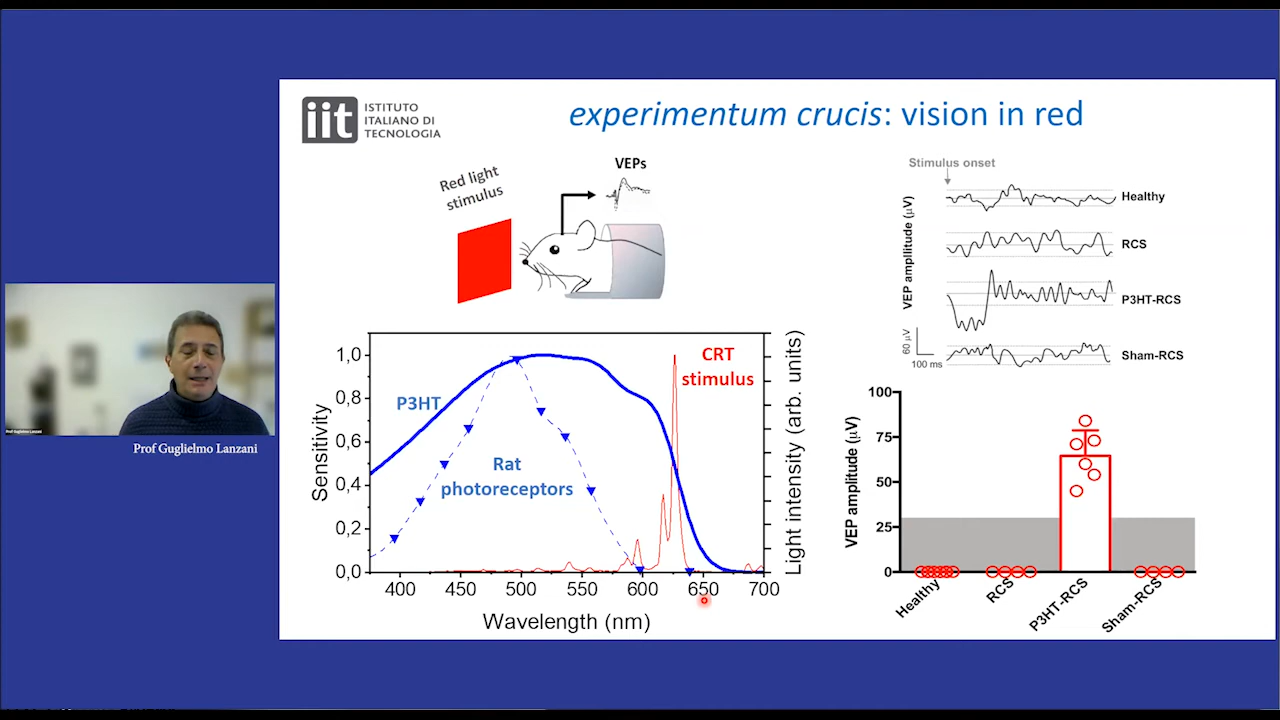 iit ISTITUTO
ITALIANO DI
TECNOLOGIA
experimentum crucis: vision in red
Red light
stimulus
VEPs
Stimulus onset
VEP amplitude (µV)
Healthy
RCS
P3HT-RCS
Sham-RCS
60 µV
100 ms
Sensitivity
1,0
0,8
0,6
0,4
0,2
0,0
P3HT
Rat
photoreceptors
CRT
stimulus
Light intensity (arb. units)
400 450 500 550 600 650 700
Wavelength (nm)
VEP amplitude (µV)
100
75
50
25
0
Healthy
RCS
P3HT-RCS
Sham-RCS
Prof Guglielmo Lanzani
Prof Guglielmo Lanzani